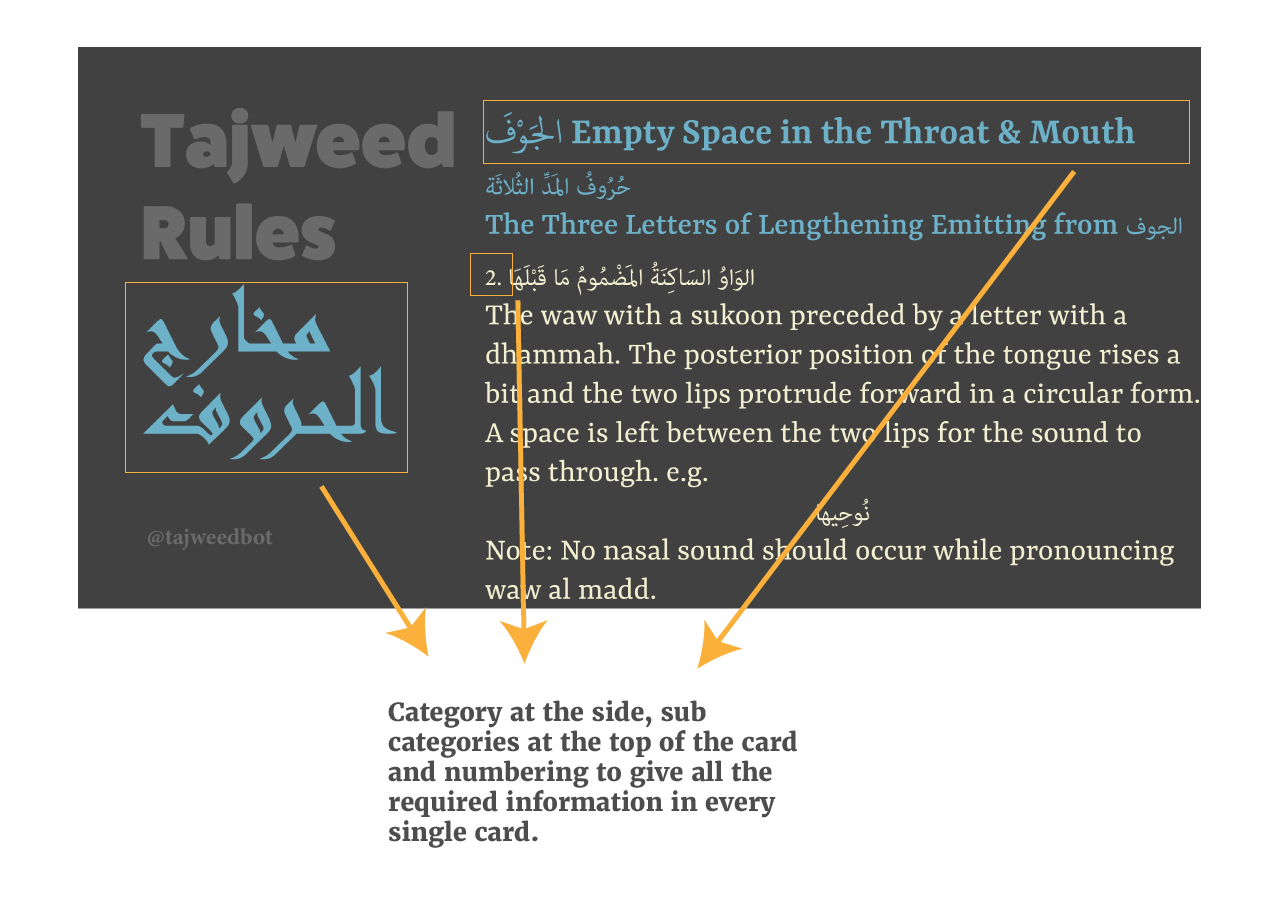 Tajweed
Rules
مخارج
الحروف
@tajweedbot
الجَوْفَ Empty Space in the Throat & Mouth
حُرُوفُ المَدِّ الثُلاثَة
The Three Letters of Lengthening Emitting from الجوف
2. الوَاوُ السَاكِنَةُ المَضْمُومُ مَا قَبْلَهَا
The waw with a sukoon preceded by a letter with a
dhammah. The posterior position of the tongue rises a
bit and the two lips protrude forward in a circular form.
A space is left between the two lips for the sound to
pass through. e.g.
نُوحِيهَا
Note: No nasal sound should occur while pronouncing
waw al madd.
Category at the side, sub
categories at the top of the card
and numbering to give all the
required information in every
single card.